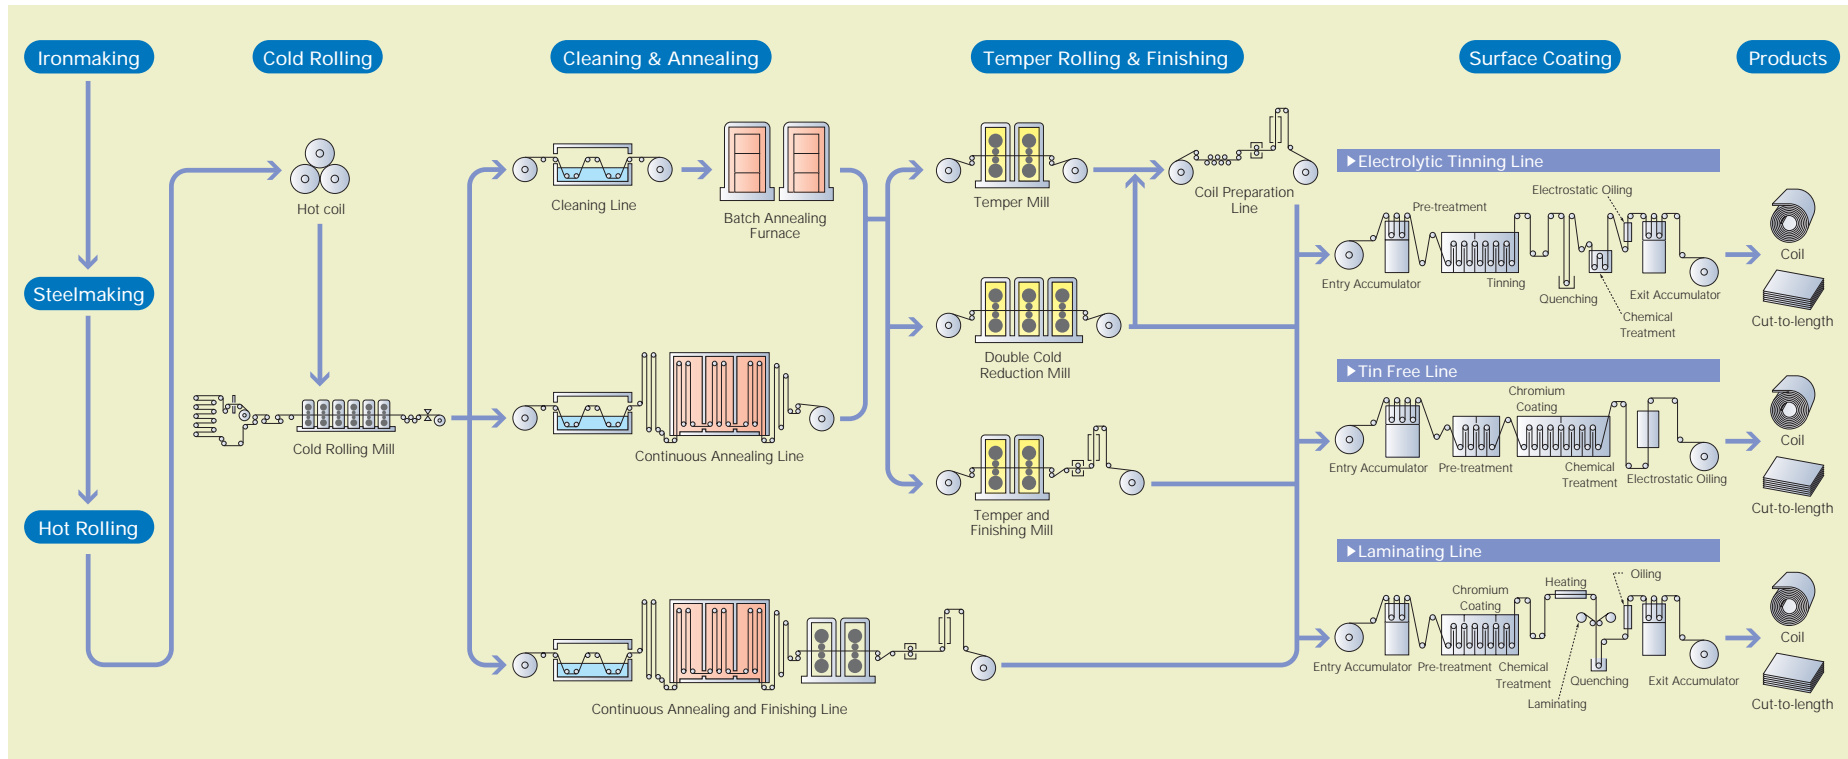 Ironmaking
Cold Rolling
Cleaning & Annealing
Temper Rolling & Finishing
Surface Coating
Products
Steelmaking
Hot Rolling
Hot coil
Cold Rolling Mill
Cleaning Line
Batch Annealing
Furnace
Continuous Annealing Line
Continuous Annealing and Finishing Line
Temper Mill
Coil Preparation
Line
Double Cold
Reduction Mill
Temper and
Finishing Mill
Electrolytic Tinning Line
Electrostatic Oiling
Pre-treatment
Entry Accumulator
Tinning
Quenching
Exit Accumulator
Chemical
Treatment
Coil
Cut-to-length
Tin Free Line
Chromium
Coating
Entry Accumulator
Pre-treatment
Chemical
Treatment
Electrostatic Oiling
Coil
Cut-to-length
Laminating Line
Oiling
Heating
Chromium
Coating
Entry Accumulator
Pre-treatment
Chemical
Treatment
Quenching
Exit Accumulator
Laminating
Coil
Cut-to-length